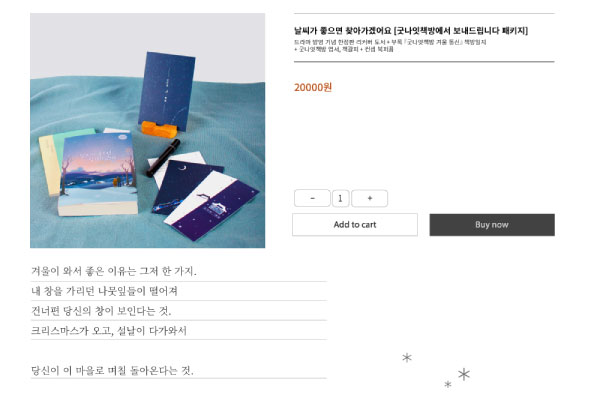 날씨가 좋으면 찾아가겠어요 [굿나잇책방에서 보내드립니다 패키지]
드라마 방영 기념 한정판 리커버 도서 + 부록 『굿나잇책방 겨울 통신』 책방일지
+ 굿나잇책방 엽서, 책갈피 + 컨셉 북퍼퓸
20000원
- 1 +
Add to cart
Buy now
겨울이 와서 좋은 이유는 그저 한 가지.
내 창을 가리던 나뭇잎들이 떨어져
건너편 당신의 창이 보인다는 것.
크리스마스가 오고, 설날이 다가와서
당신이 이 마을로 며칠 돌아온다는 것.